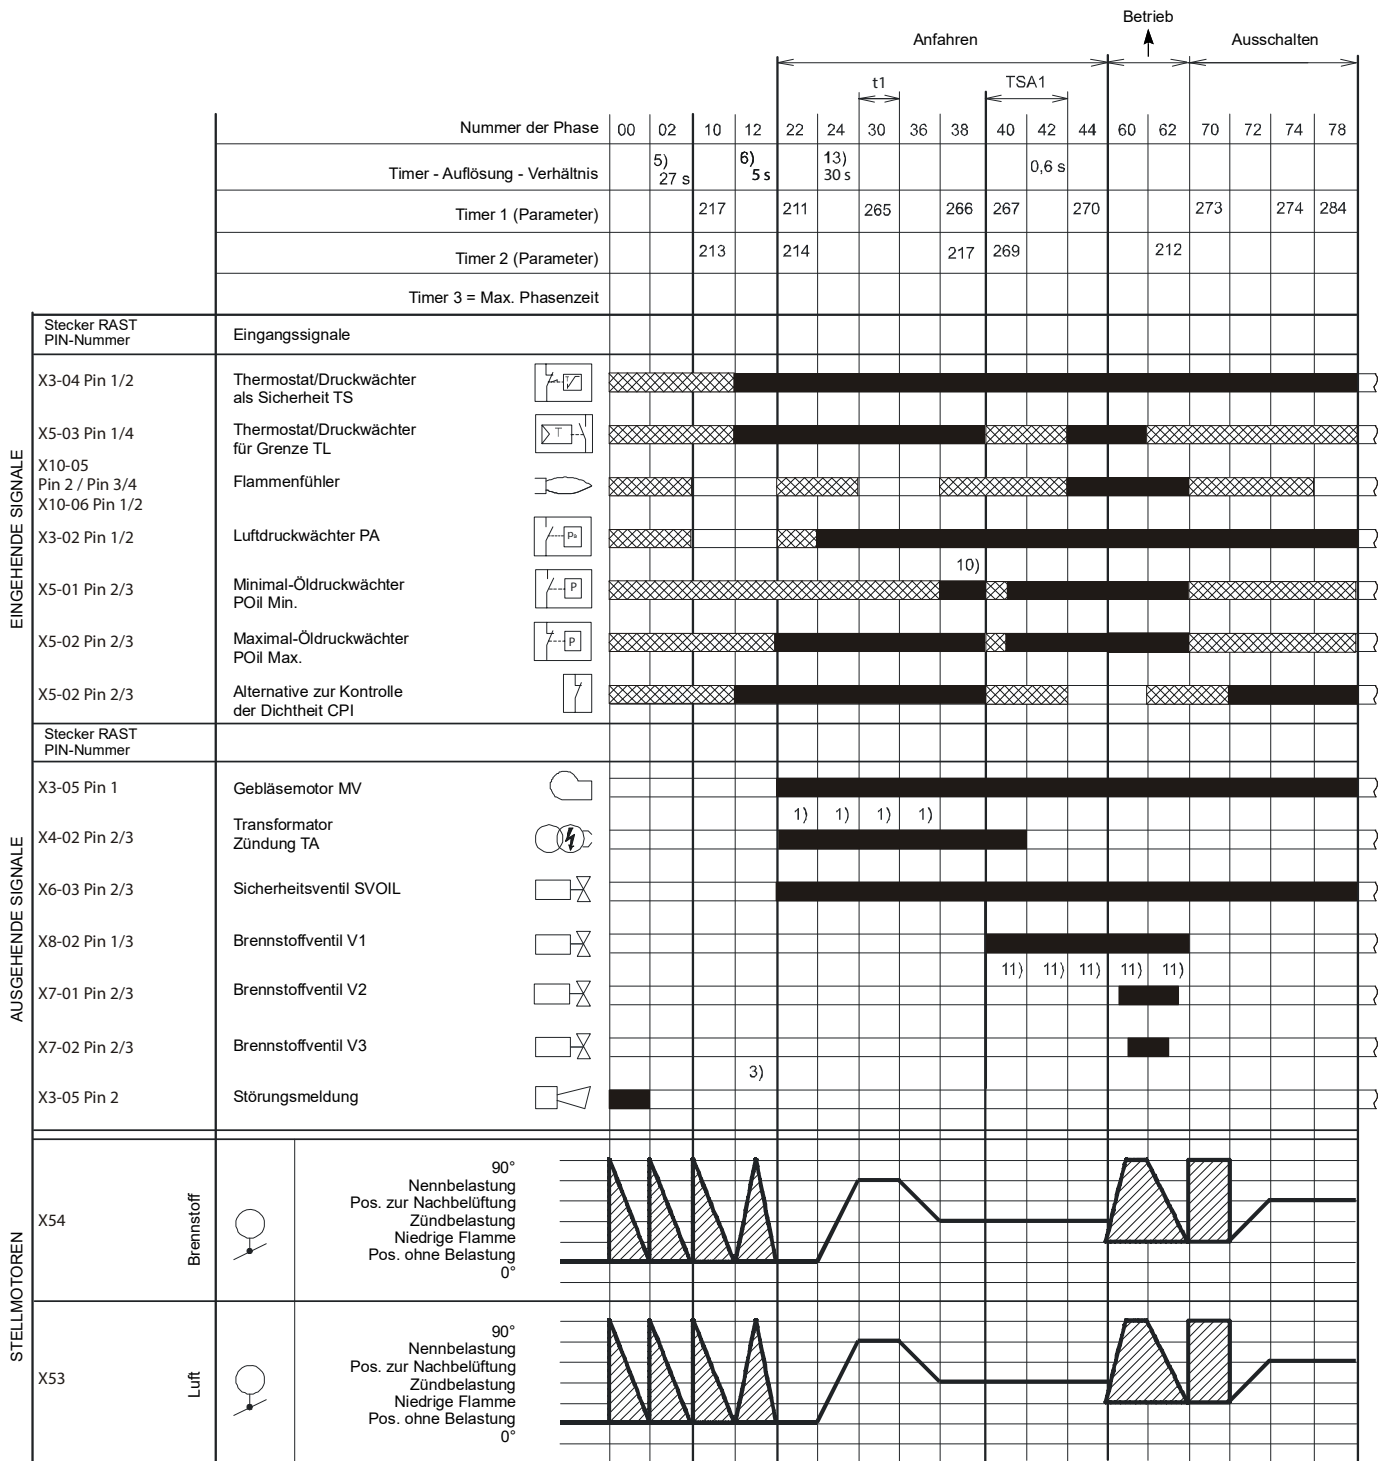 Betrieb
Anfahren
Ausschalten
t1
TSA1
Nummer der Phase 00 02 10 12 22 24 30 36 38 40 42 44 60 62 70 72 74 78
Timer - Auflösung - Verhältnis 5) 27 s 6) 5 s 13) 30 s 0,6 s
Timer 1 (Parameter) 217 211 265 266 267 270 273 274 284
Timer 2 (Parameter) 213 214 217 269 212
Timer 3 = Max. Phasenzeit
Stecker RAST
PIN-Nummer
Eingangssignale
EINGEHENDE SIGNALE
X3-04 Pin 1/2
Thermostat/Druckwächter
als Sicherheit TS
X5-03 Pin 1/4
Thermostat/Druckwächter
für Grenze TL
T
X10-05
Pin 2 / Pin 3/4
X10-06 Pin 1/2
Flammenfühler
X3-02 Pin 1/2
Luftdruckwächter PA
Pa
10)
X5-01 Pin 2/3
Minimal-Öldruckwächter
POil Min.
P
X5-02 Pin 2/3
Maximal-Öldruckwächter
POil Max.
P
X5-02 Pin 2/3
Alternative zur Kontrolle
der Dichtheit CPI
Stecker RAST
PIN-Nummer
AUSGEHENDE SIGNALE
X3-05 Pin 1
Gebläsemotor MV
1) 1) 1) 1)
X4-02 Pin 2/3
Transformator
Zündung TA
X6-03 Pin 2/3
Sicherheitsventil SVOIL
X8-02 Pin 1/3
Brennstoffventil V1
11) 11) 11) 11) 11)
X7-01 Pin 2/3
Brennstoffventil V2
X7-02 Pin 2/3
Brennstoffventil V3
3)
X3-05 Pin 2
Störungsmeldung
STELLMOTOREN
X54
Brennstoff
90°
Nennbelastung
Pos. zur Nachbelüftung
Zündbelastung
Niedrige Flamme
Pos. ohne Belastung
0°
X53
Luft
90°
Nennbelastung
Pos. zur Nachbelüftung
Zündbelastung
Niedrige Flamme
Pos. ohne Belastung
0°